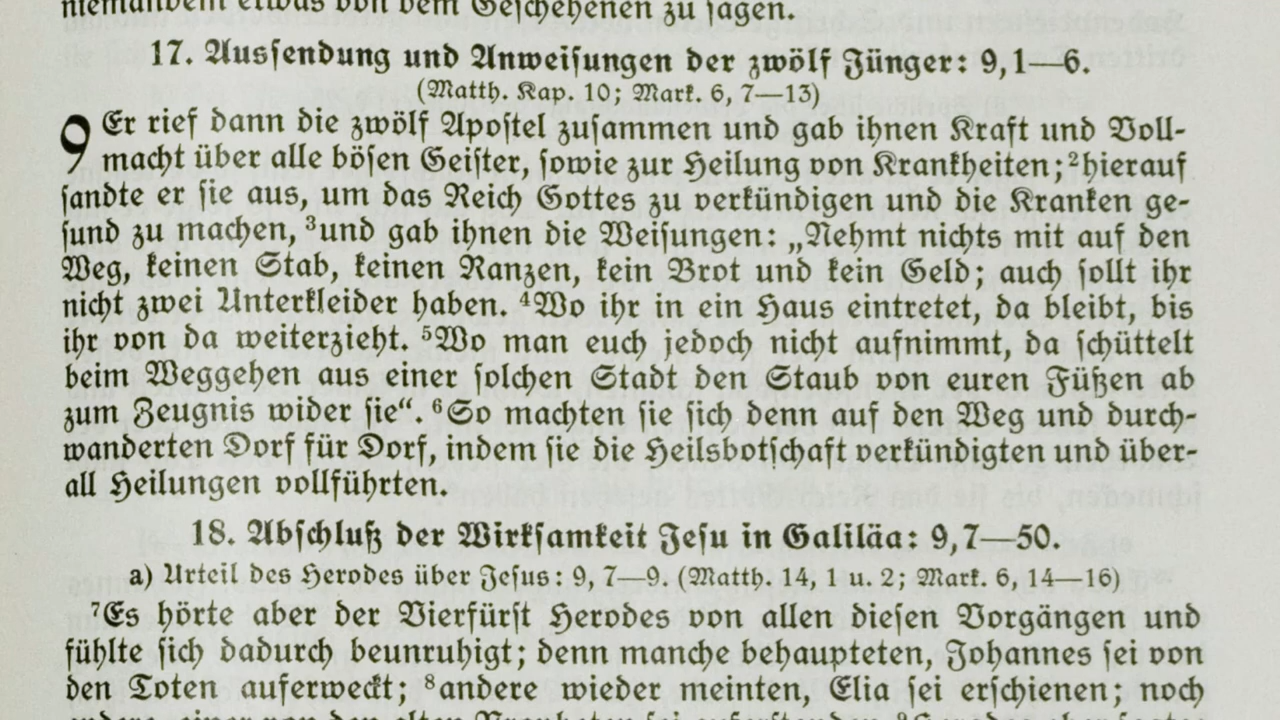 niemandem etwas von dem Geschehenen zu sagen.
17. Aussendung und Anweisungen der zwölf Jünger: 9, 1—6.
(Matth. Kap. 10; Mark. 6, 7—13)
9 Er rief dann die zwölf Apostel zusammen und gab ihnen Kraft und Voll-
macht über alle bösen Geister, sowie zur Heilung von Krankheiten; ²hierauf
sandte er sie aus, um das Reich Gottes zu verkündigen und die Kranken ge-
sund zu machen, ³und gab ihnen die Weisungen: „Nehmt nichts mit auf den
Weg, keinen Stab, keinen Ranzen, kein Brot und kein Geld; auch sollt ihr
nicht zwei Unterkleider haben. ⁴Wo ihr in ein Haus eintretet, da bleibt, bis
ihr von da weiterzieht. ⁵Wo man euch jedoch nicht aufnimmt, da schüttelt
beim Weggehen aus einer solchen Stadt den Staub von euren Füßen ab
zum Zeugnis wider sie“. ⁶So machten sie sich denn auf den Weg und durch-
wanderten Dorf für Dorf, indem sie die Heilsbotschaft verkündigten und über-
all Heilungen vollführten.
18. Abschluß der Wirksamkeit Jesu in Galiläa: 9, 7—50.
a) Urteil des Herodes über Jesus: 9, 7—9. (Matth. 14, 1 u. 2; Mark. 6, 14—16)
⁷Es hörte aber der Vierfürst Herodes von allen diesen Vorgängen und
fühlte sich dadurch beunruhigt; denn manche behaupteten, Johannes sei von
den Toten auferweckt; ⁸andere wieder meinten, Elia sei erschienen; noch